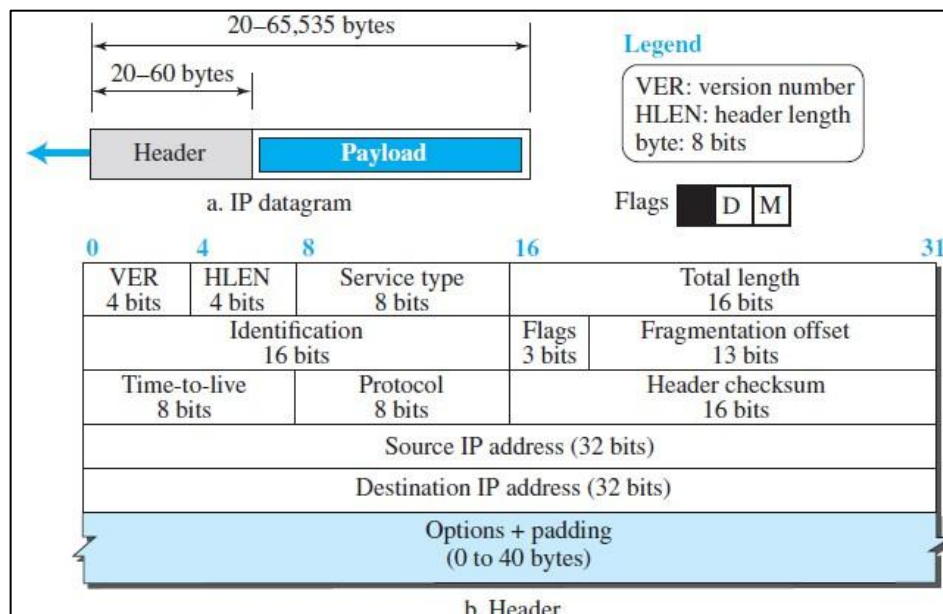 20–65,535 bytes
20–60 bytes
Header
Payload
a. IP datagram
Legend
VER: version number
HLEN: header length
byte: 8 bits
Flags D M
0 4 8 16 31
VER HLEN Service type Total length
4 bits 4 bits 8 bits 16 bits
Identification Flags Fragmentation offset
16 bits 3 bits 13 bits
Time-to-live Protocol Header checksum
8 bits 8 bits 16 bits
Source IP address (32 bits)
Destination IP address (32 bits)
Options + padding
(0 to 40 bytes)
b. Header